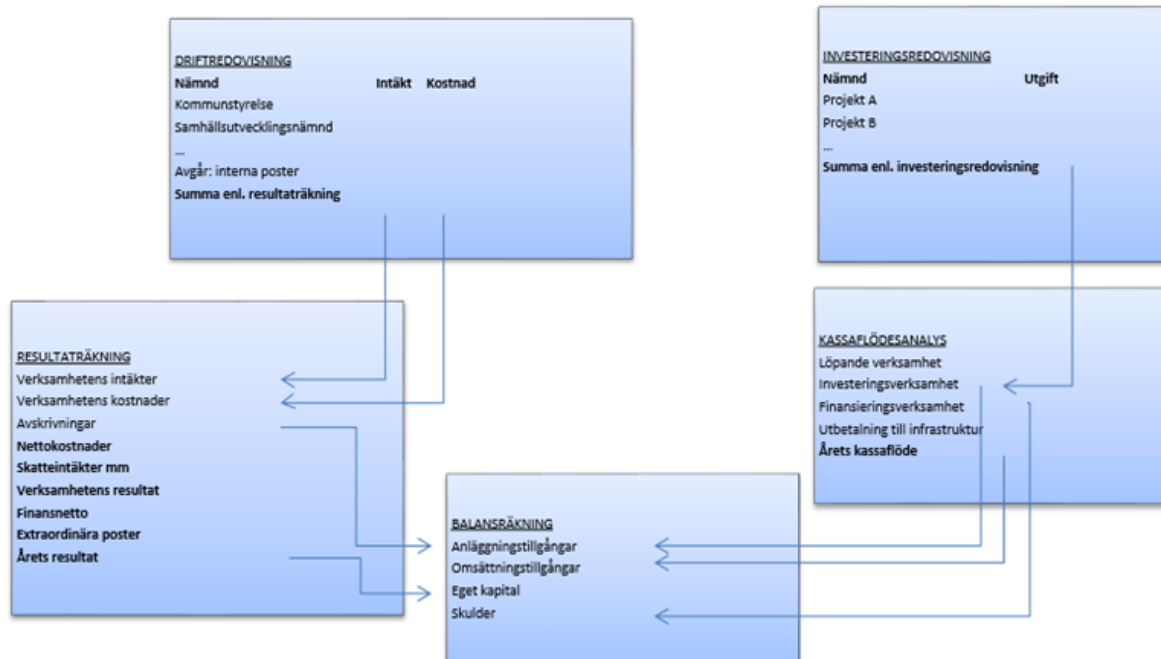 DRIFTREDOVISNING
Nämnd Intäkt Kostnad
Kommunstyrelse
Samhällsutvecklingsnämnd
...
Avgår: interna poster
Summa enl. resultaträkning
INVESTERINGSREDOVISNING
Nämnd Utgift
Projekt A
Projekt B
...
Summa enl. investeringsredovisning
RESULTATRÄKNING
Verksamhetens intäkter
Verksamhetens kostnader
Avskrivningar
Nettokostnader
Skatteintäkter mm
Verksamhetens resultat
Finansnetto
Extraordinära poster
Årets resultat
KASSAFLÖDESANALYS
Löpande verksamhet
Investeringsverksamhet
Finansieringsverksamhet
Utbetalning till infrastruktur
Årets kassaflöde
BALANSRÄKNING
Anläggningstillgångar
Omsättningstillgångar
Eget kapital
Skulder